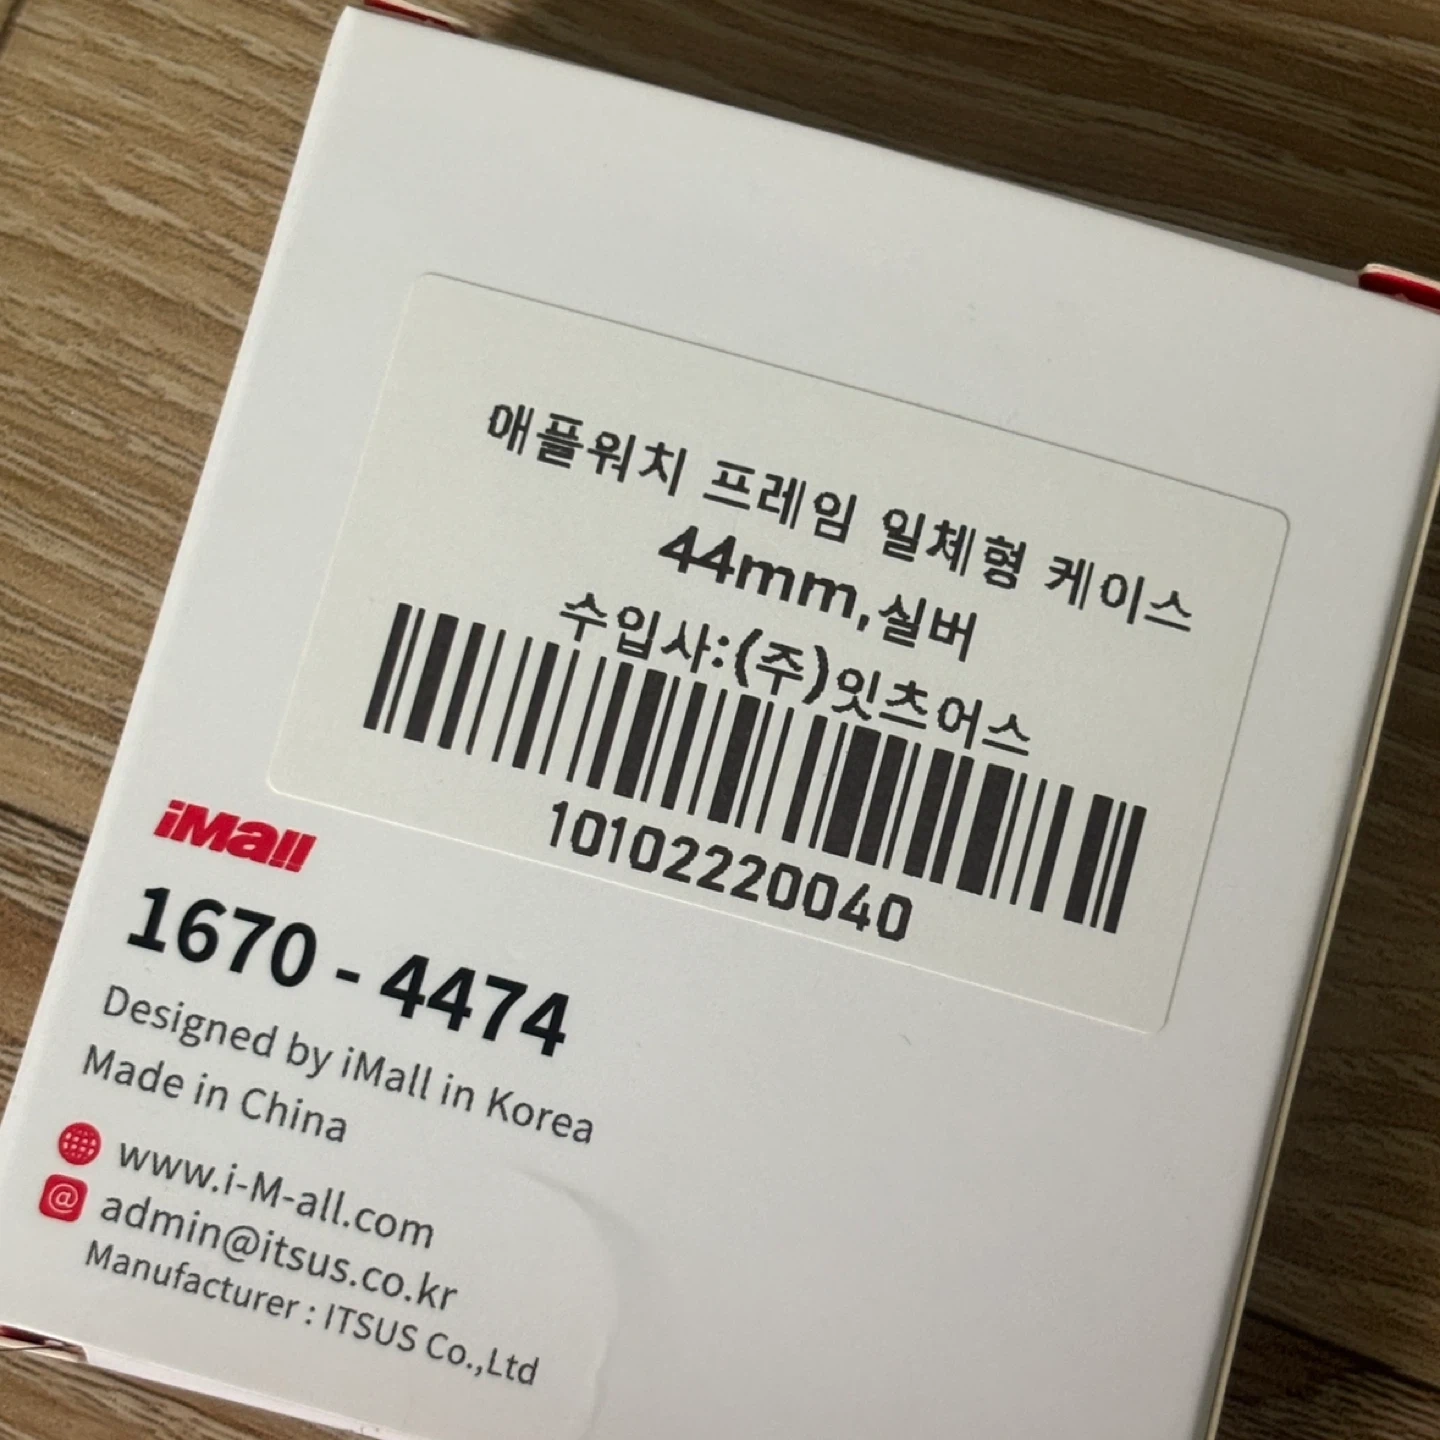 애플워치 프레임 일체형 케이스
44mm,실버
수입사:(주)잇츠어스
10102220040
iMall
1670 - 4474
Designed by iMall in Korea
Made in China
www.i-M-all.com
admin@itsus.co.kr
Manufacturer : ITSUS Co.,Ltd